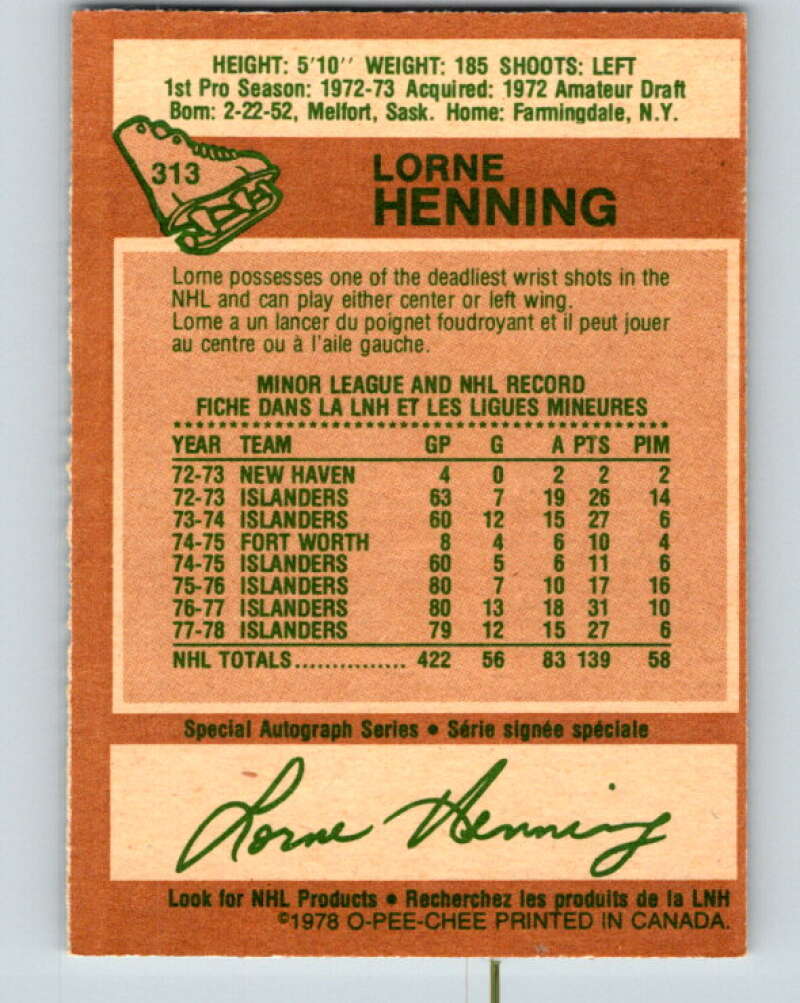 HEIGHT: 5'10'' WEIGHT: 185 SHOOTS: LEFT
1st Pro Season: 1972-73 Acquired: 1972 Amateur Draft
Born: 2-22-52, Melfort, Sask. Home: Farmingdale, N.Y.
313
LORNE
HENNING
Lorne possesses one of the deadliest wrist shots in the
NHL and can play either center or left wing.
Lorne a un lancer du poignet foudroyant et il peut jouer
au centre ou à l'aile gauche.
MINOR LEAGUE AND NHL RECORD
FICHE DANS LA LNH ET LES LIGUES MINEURES
YEAR TEAM GP G A PTS PIM
72-73 NEW HAVEN 4 0 2 2 2
72-73 ISLANDERS 63 7 19 26 14
73-74 ISLANDERS 60 12 15 27 6
74-75 FORT WORTH 8 4 6 10 4
74-75 ISLANDERS 60 5 6 11 6
75-76 ISLANDERS 80 7 10 17 16
76-77 ISLANDERS 80 13 18 31 10
77-78 ISLANDERS 79 12 15 27 6
NHL TOTALS............... 422 56 83 139 58
Special Autograph Series • Série signée spéciale
Lorne Henning
Look for NHL Products • Recherchez les produits de la LNH
©1978 O-PEE-CHEE PRINTED IN CANADA.